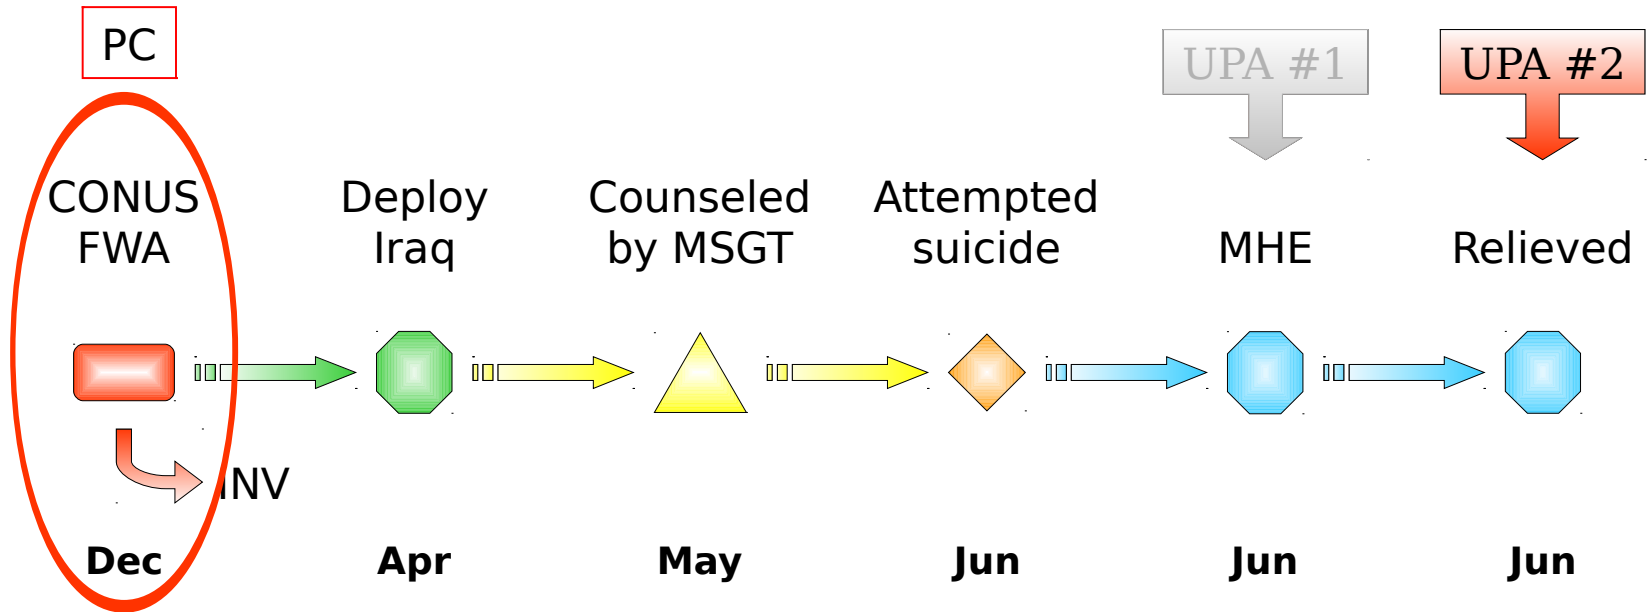 PC
UPA #1
UPA #2
CONUS
FWA
Deploy
Iraq
Counseled
by MSGT
Attempted
suicide
MHE
Relieved
INV
Dec
Apr
May
Jun
Jun
Jun